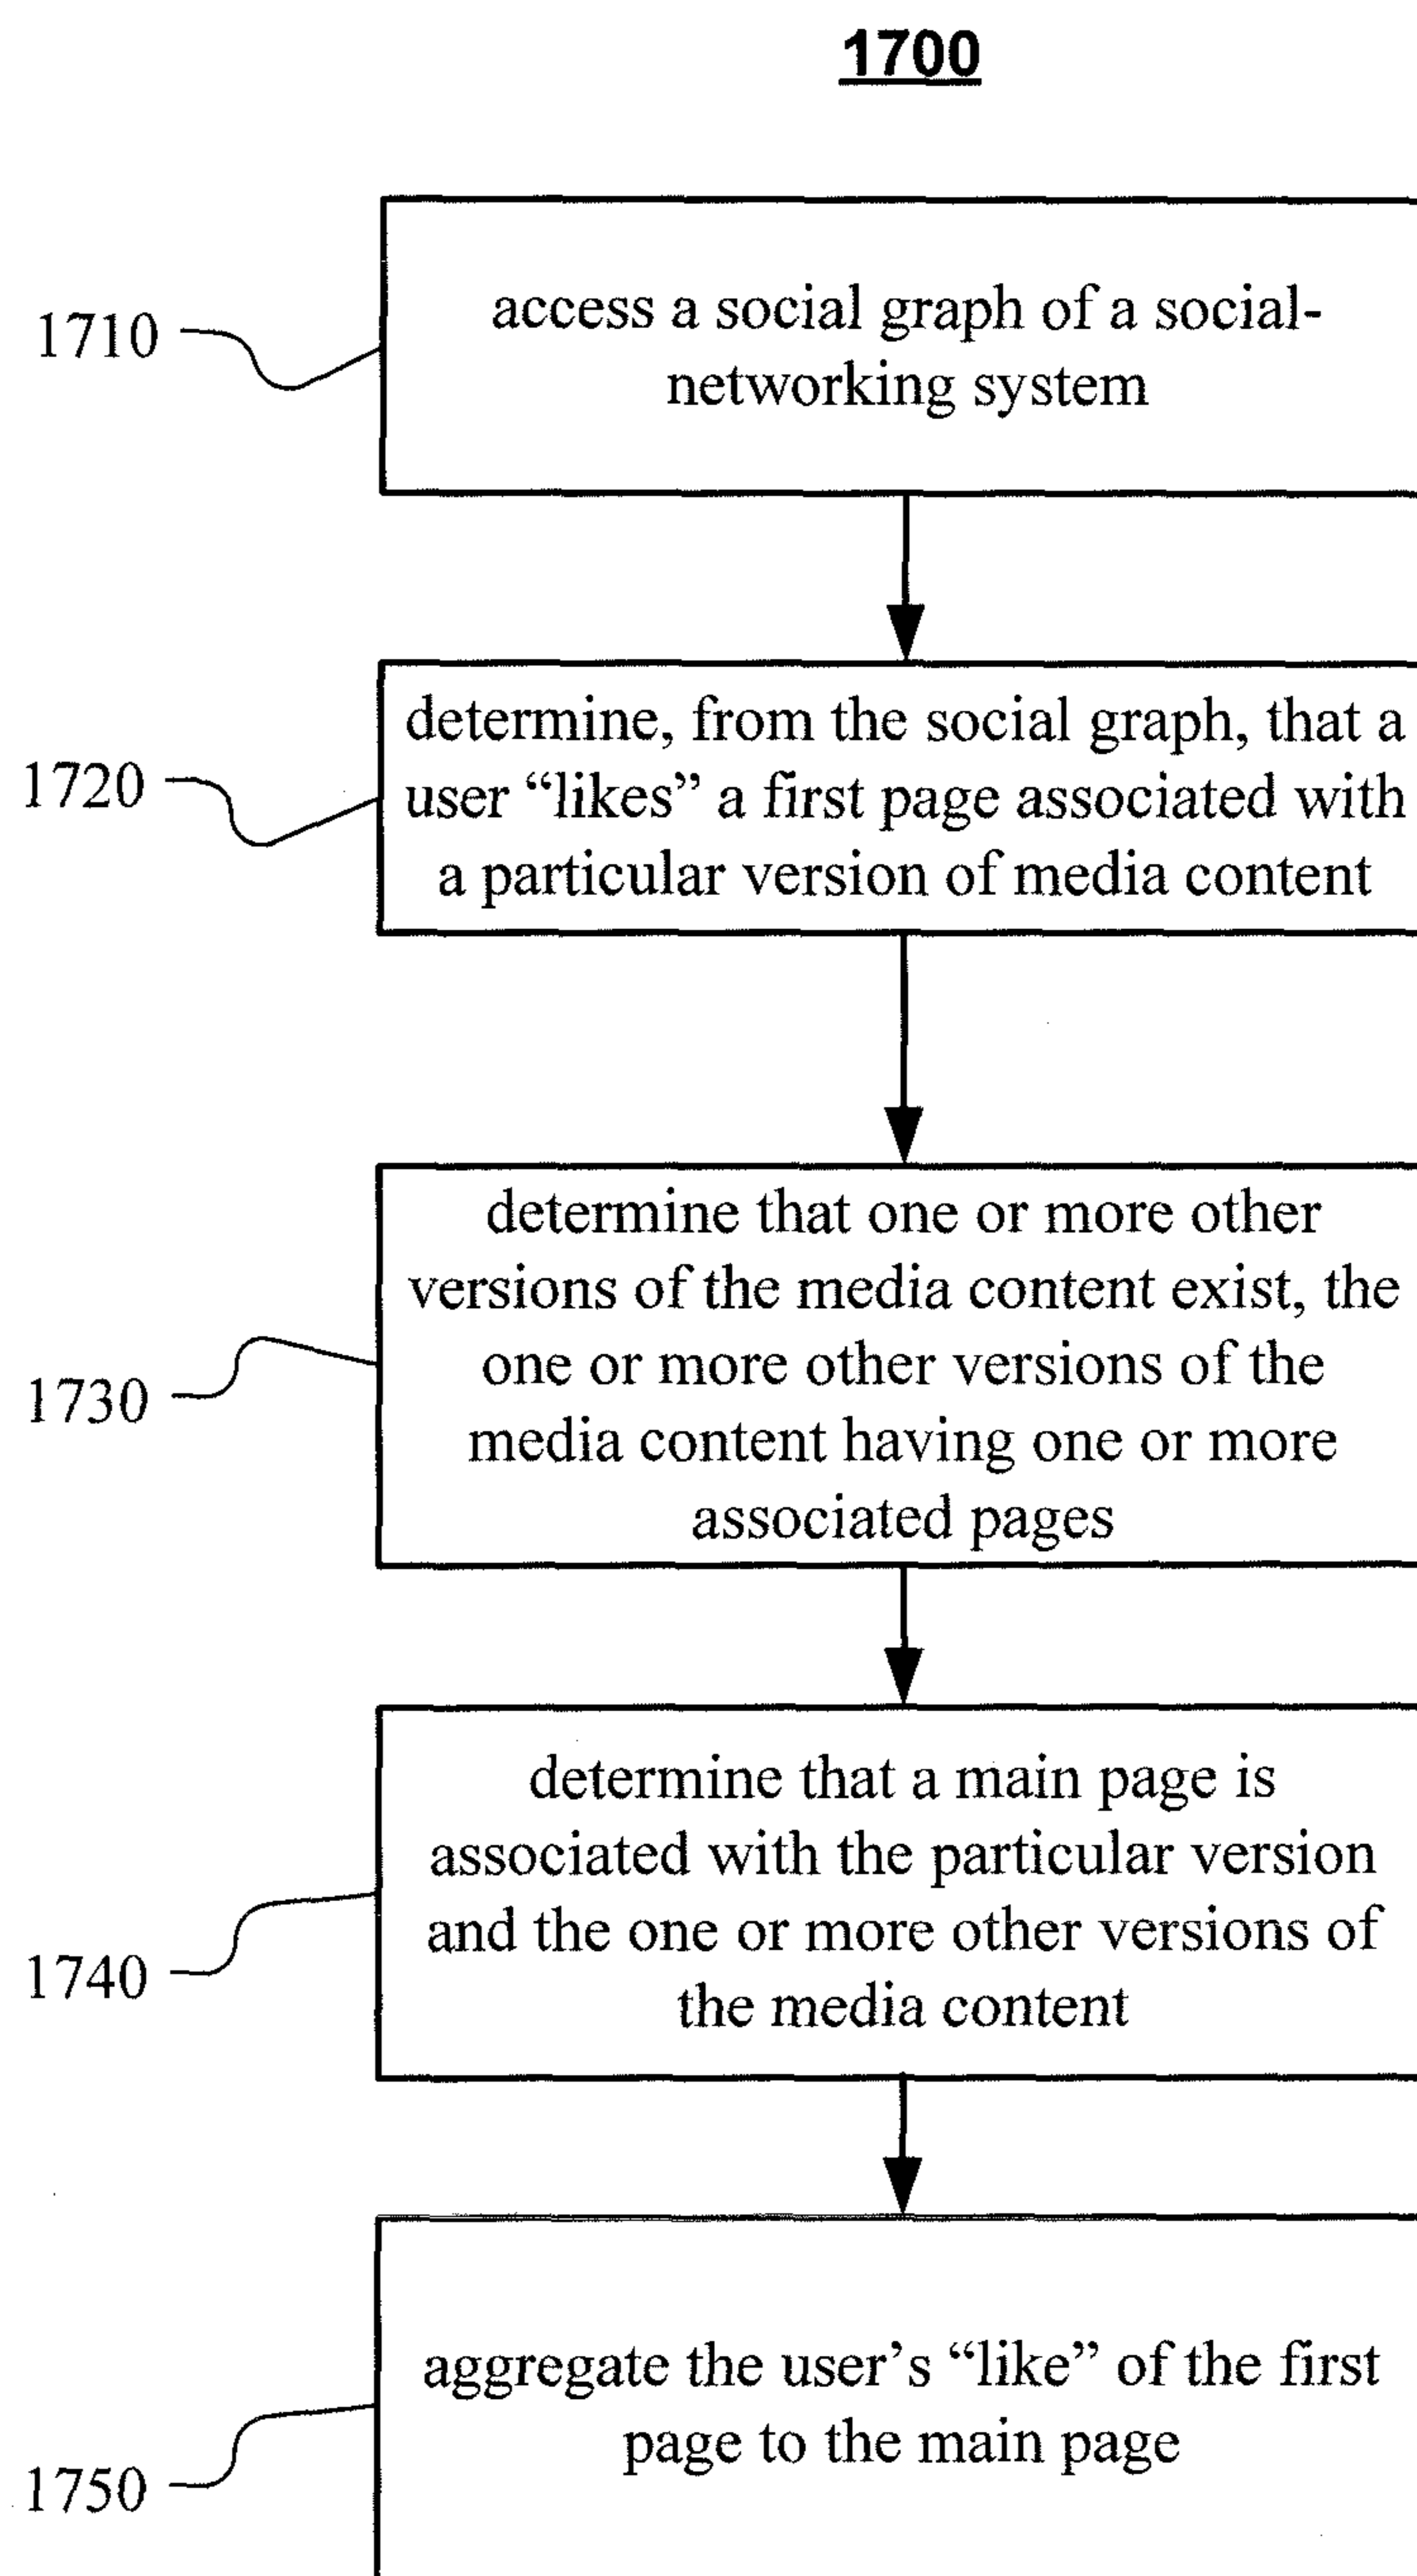 1700
1710
access a social graph of a social-
networking system
1720
determine, from the social graph, that a
user “likes” a first page associated with
a particular version of media content
1730
determine that one or more other
versions of the media content exist, the
one or more other versions of the
media content having one or more
associated pages
1740
determine that a main page is
associated with the particular version
and the one or more other versions of
the media content
1750
aggregate the user’s “like” of the first
page to the main page